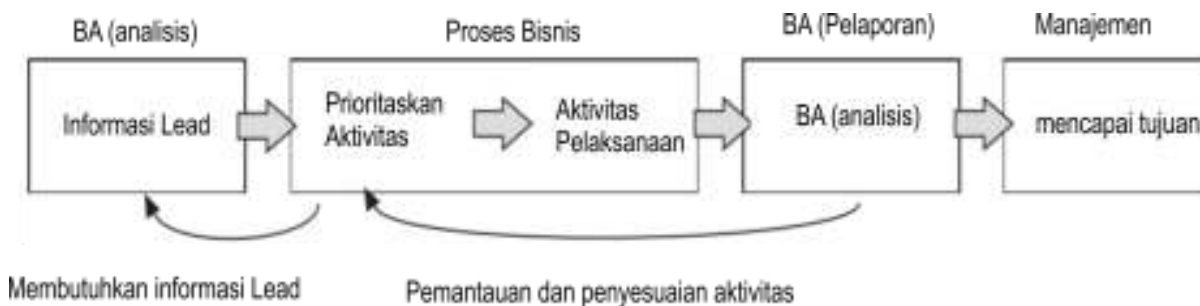 BA (analisis)
Proses Bisnis
BA (Pelaporan)
Manajemen
Informasi Lead
Prioritaskan
Aktivitas
Aktivitas
Pelaksanaan
BA (analisis)
mencapai tujuan
Membutuhkan informasi Lead
Pemantauan dan penyesuaian aktivitas